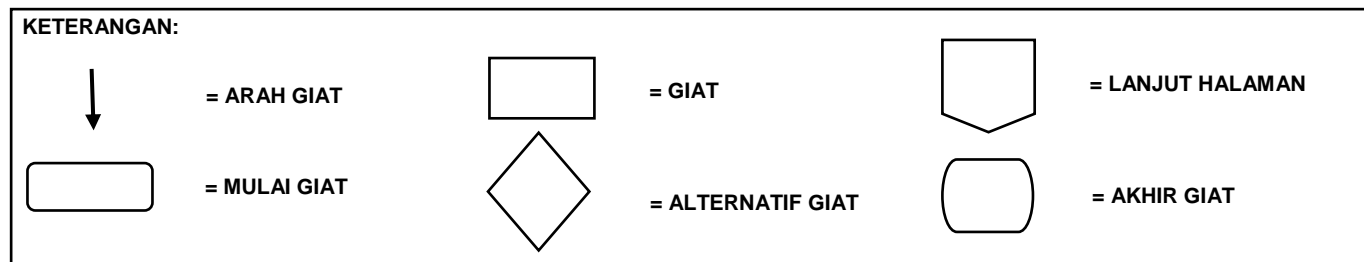 KETERANGAN:
= ARAH GIAT
= GIAT
= LANJUT HALAMAN
= MULAI GIAT
= ALTERNATIF GIAT
= AKHIR GIAT